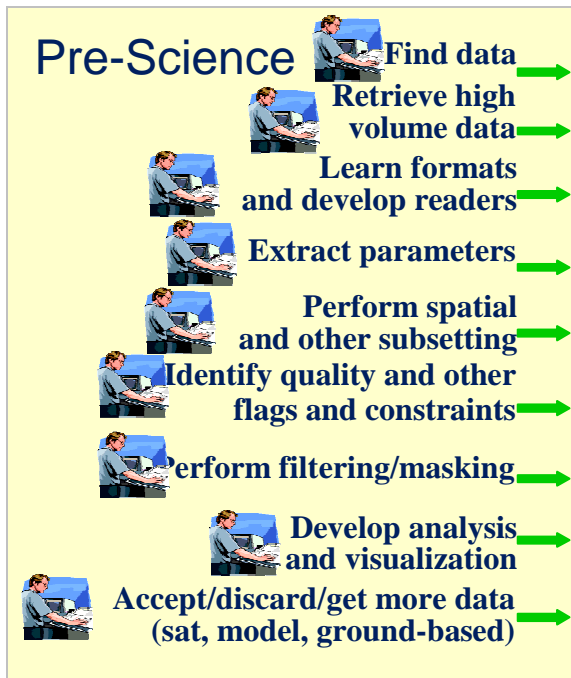 Pre-Science
Find data
Retrieve high
volume data
Learn formats
and develop readers
Extract parameters
Perform spatial
and other subsetting
Identify quality and other
flags and constraints
Perform filtering/masking
Develop analysis
and visualization
Accept/discard/get more data
(sat, model, ground-based)